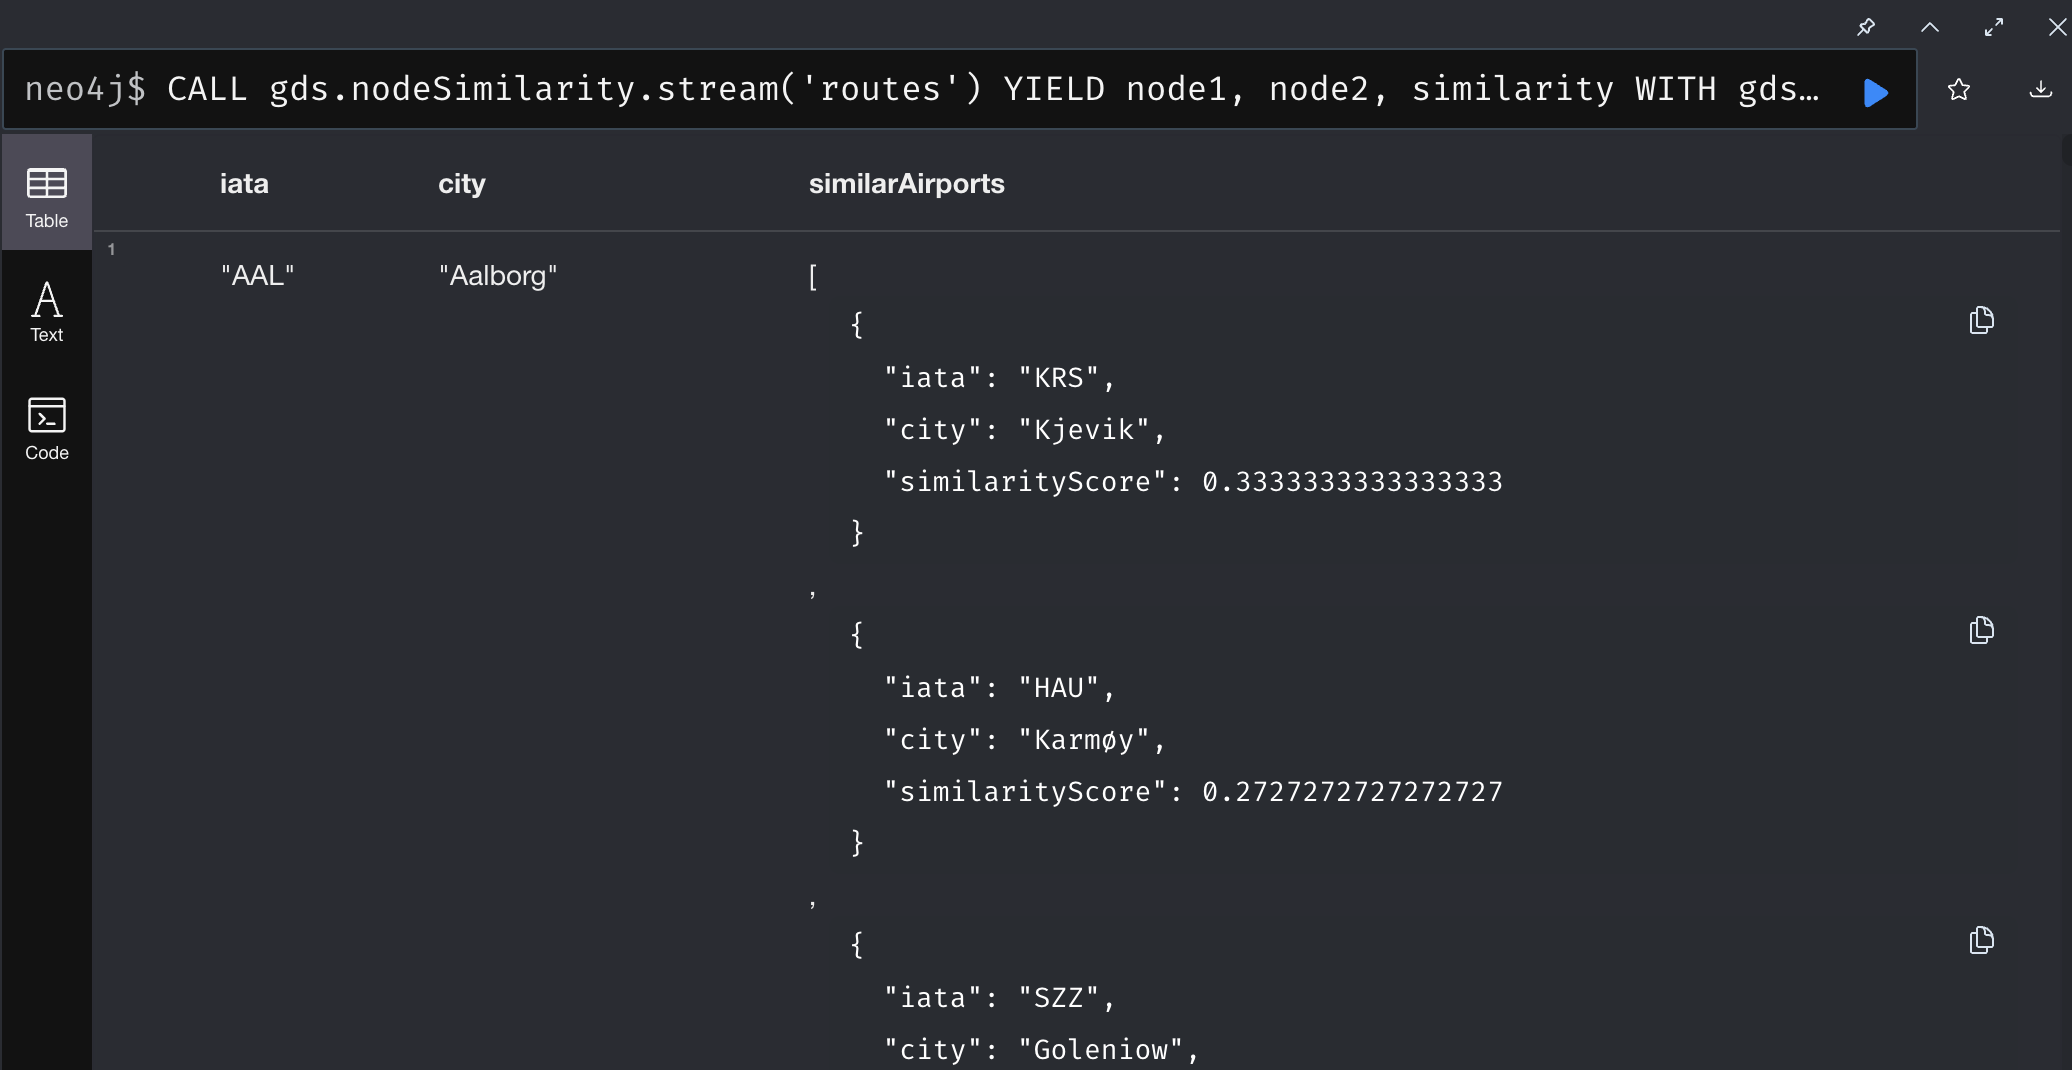 neo4j$ CALL gds.nodeSimilarity.stream('routes') YIELD node1, node2, similarity WITH gds…
iata city similarAirports
Table
1
"AAL" "Aalborg" [
{
"iata": "KRS",
"city": "Kjevik",
"similarityScore": 0.3333333333333333
}
,
{
"iata": "HAU",
"city": "Karmøy",
"similarityScore": 0.2727272727272727
}
,
{
"iata": "SZZ",
"city": "Goleniow",
Text
Code